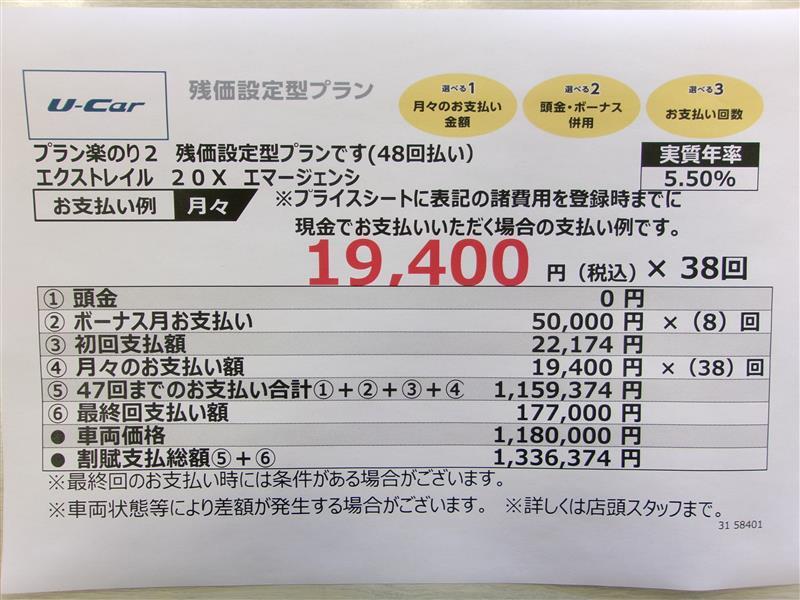 U-Car
残価設定型プラン
選べる1
月々のお支払い
金額
選べる2
頭金・ボーナス
併用
選べる3
お支払い回数
プラン楽のり2 残価設定型プランです(48回払い)
エクストレイル 20X エマージェンシ
実質年率
5.50%
お支払い例 月々
※プライスシートに表記の諸費用を登録時までに
現金でお支払いいただく場合の支払い例です。
19,400 円(税込)× 38回
① 頭金 0 円
② ボーナス月お支払い 50,000 円 ×(8)回
③ 初回支払額 22,174 円
④ 月々のお支払い額 19,400 円 ×(38)回
⑤ 47回までのお支払い合計①+②+③+④ 1,159,374 円
⑥ 最終回支払い額 177,000 円
● 車両価格 1,180,000 円
● 割賦支払総額⑤+⑥ 1,336,374 円
※最終回のお支払い時には条件がある場合がございます。
※車両状態等により差額が発生する場合がございます。 ※詳しくは店頭スタッフまで。
31 58401